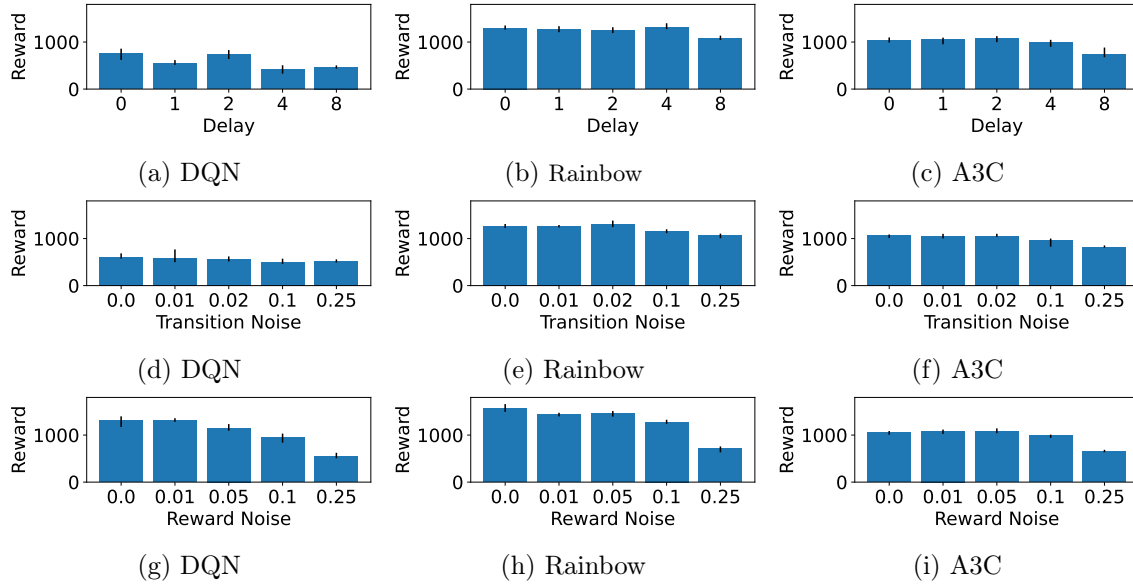 Reward
1000
0
0 1 2 4 8
Delay
(a) DQN
Reward
1000
0
0 1 2 4 8
Delay
(b) Rainbow
Reward
1000
0
0 1 2 4 8
Delay
(c) A3C
Reward
1000
0
0.0 0.01 0.02 0.1 0.25
Transition Noise
(d) DQN
Reward
1000
0
0.0 0.01 0.02 0.1 0.25
Transition Noise
(e) Rainbow
Reward
1000
0
0.0 0.01 0.02 0.1 0.25
Transition Noise
(f) A3C
Reward
1000
0
0.0 0.01 0.05 0.1 0.25
Reward Noise
(g) DQN
Reward
1000
0
0.0 0.01 0.05 0.1 0.25
Reward Noise
(h) Rainbow
Reward
1000
0
0.0 0.01 0.05 0.1 0.25
Reward Noise
(i) A3C